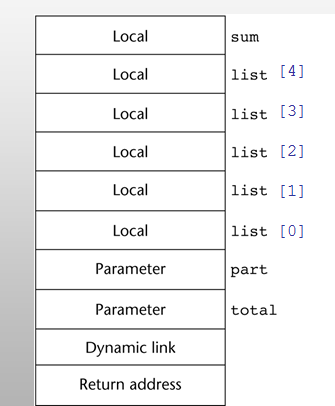 Local sum
Local list [4]
Local list [3]
Local list [2]
Local list [1]
Local list [0]
Parameter part
Parameter total
Dynamic link
Return address